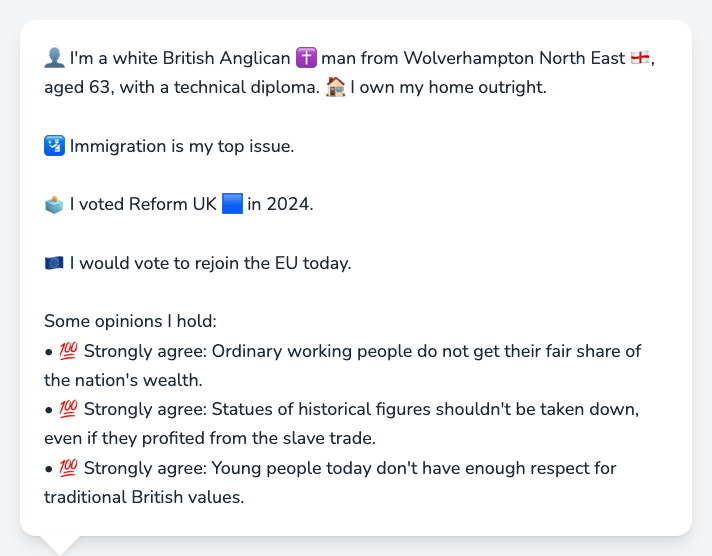 👤 I'm a white British Anglican ✝️ man from Wolverhampton North East 🏴󠁧󠁢󠁥󠁮󠁧󠁿,
aged 63, with a technical diploma. 🏠 I own my home outright.
🛂 Immigration is my top issue.
🗳️ I voted Reform UK 🟦 in 2024.
🇪🇺 I would vote to rejoin the EU today.
Some opinions I hold:
• 💯 Strongly agree: Ordinary working people do not get their fair share of
the nation's wealth.
• 💯 Strongly agree: Statues of historical figures shouldn't be taken down,
even if they profited from the slave trade.
• 💯 Strongly agree: Young people today don't have enough respect for
traditional British values.